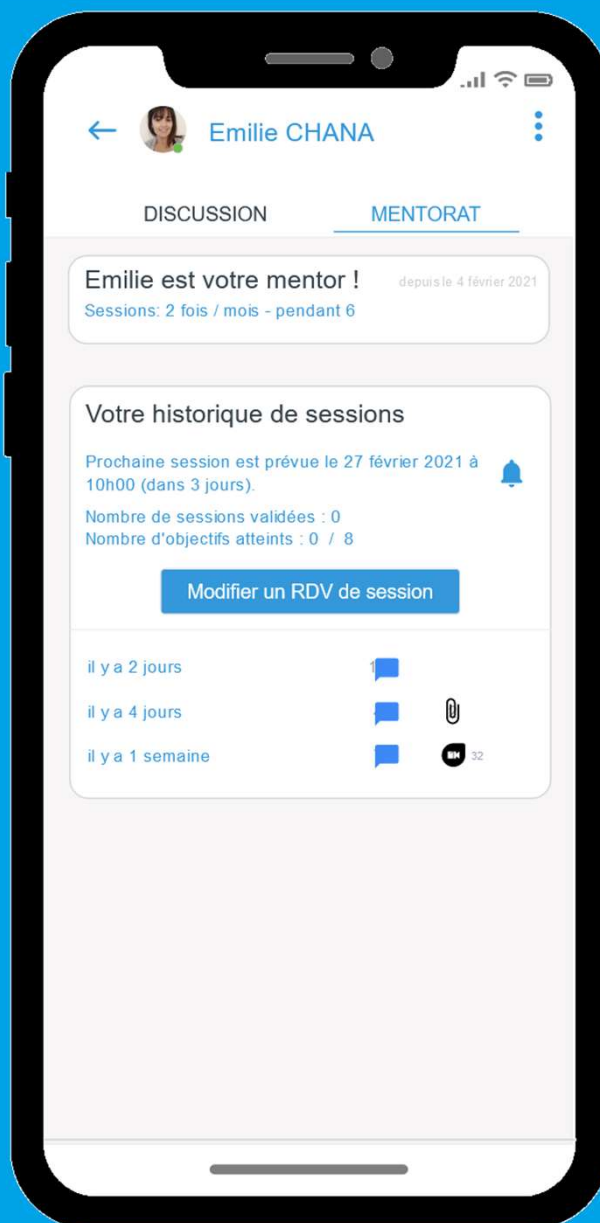 Emilie CHANA
DISCUSSION
MENTORAT
Emilie est votre mentor !
depuis le 4 février 2021
Sessions: 2 fois / mois - pendant 6
Votre historique de sessions
Prochaine session est prévue le 27 février 2021 à
10h00 (dans 3 jours).
Nombre de sessions validées : 0
Nombre d'objectifs atteints : 0 / 8
Modifier un RDV de session
il y a 2 jours
il y a 4 jours
il y a 1 semaine
32